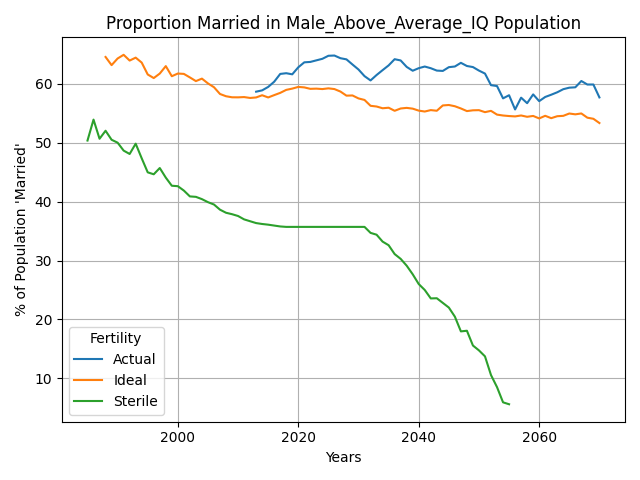 Proportion Married in Male_Above_Average_IQ Population
% of Population 'Married'
60
50
40
30
20
10
Fertility
Actual
Ideal
Sterile
2000 2020 2040 2060
Years